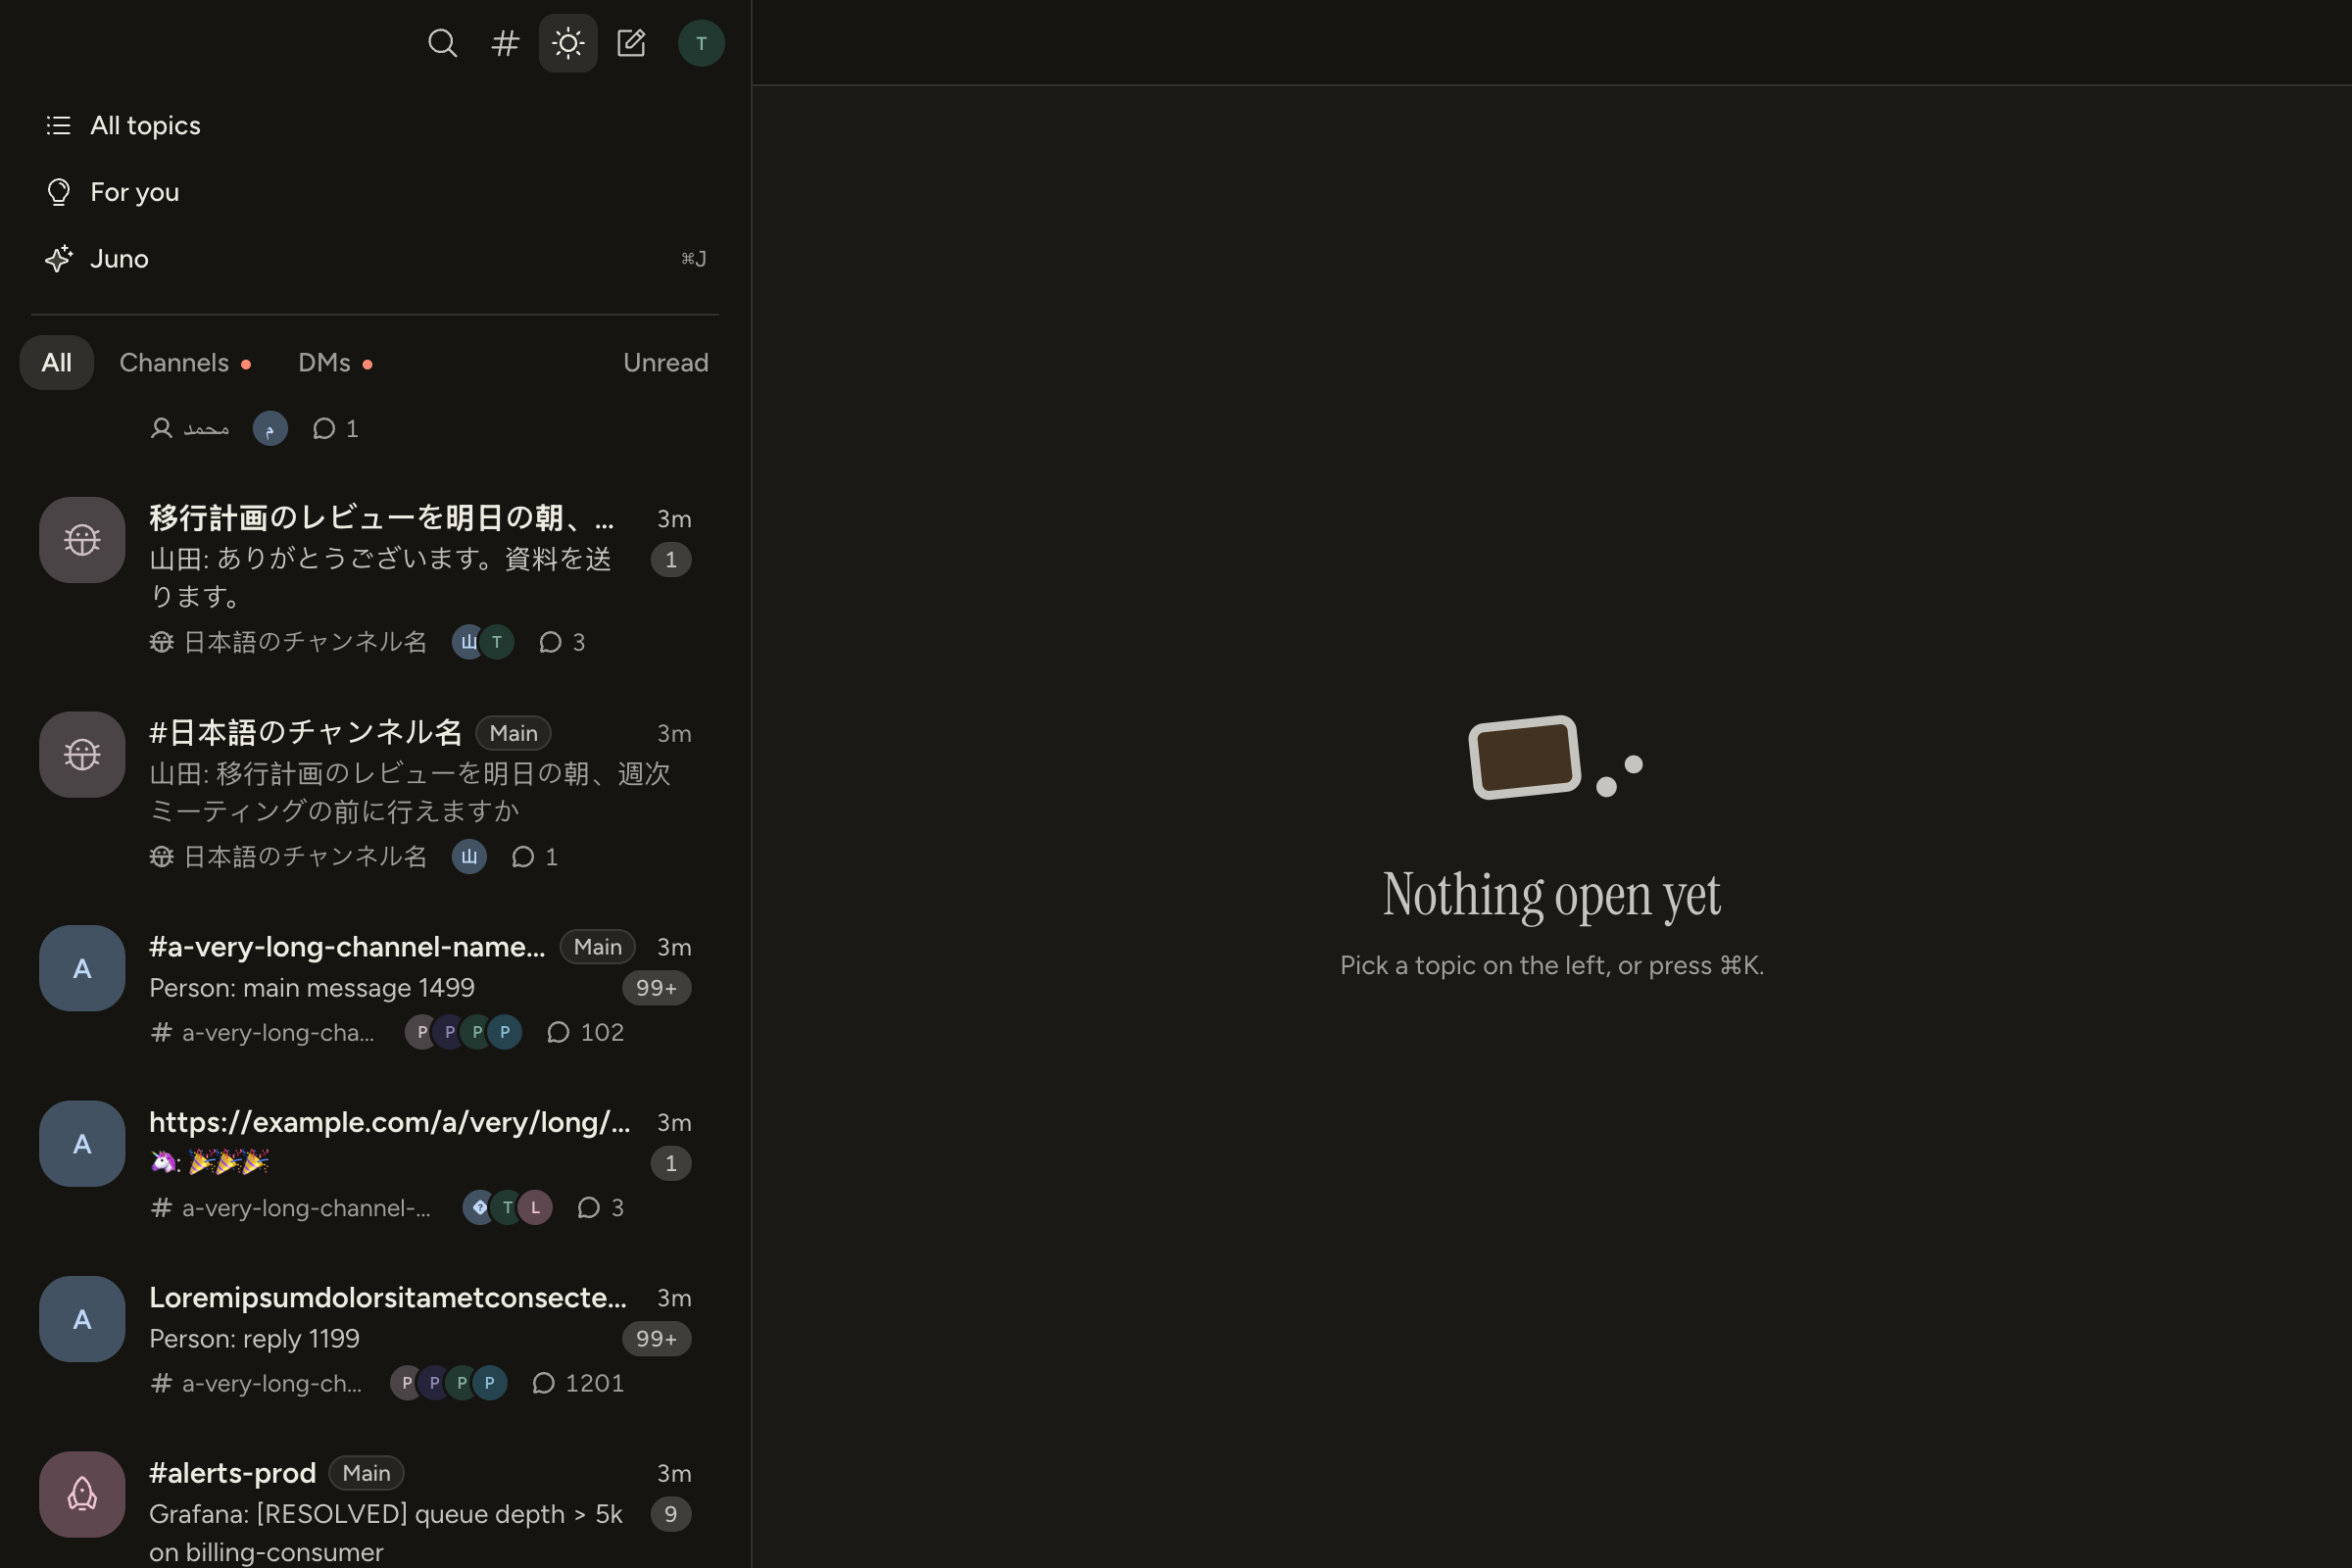 T
All topics
For you
Juno ⌘J
All Channels DMs Unread
محمد م 1
移行計画のレビューを明日の朝、... 3m
山田: ありがとうございます。資料を送 1
ります。
日本語のチャンネル名 山 T 3
#日本語のチャンネル名 Main 3m
山田: 移行計画のレビューを明日の朝、週次
ミーティングの前に行えますか
日本語のチャンネル名 山 1
A #a-very-long-channel-name... Main 3m
Person: main message 1499 99+
# a-very-long-cha... P P P P 102
A https://example.com/a/very/long/... 3m
🦄: 🎉🎉🎉 1
# a-very-long-channel-... T L 3
A Loremipsumdolorsitametconsecte... 3m
Person: reply 1199 99+
# a-very-long-ch... P P P P 1201
#alerts-prod Main 3m
Grafana: [RESOLVED] queue depth > 5k 9
on billing-consumer
Nothing open yet
Pick a topic on the left, or press ⌘K.